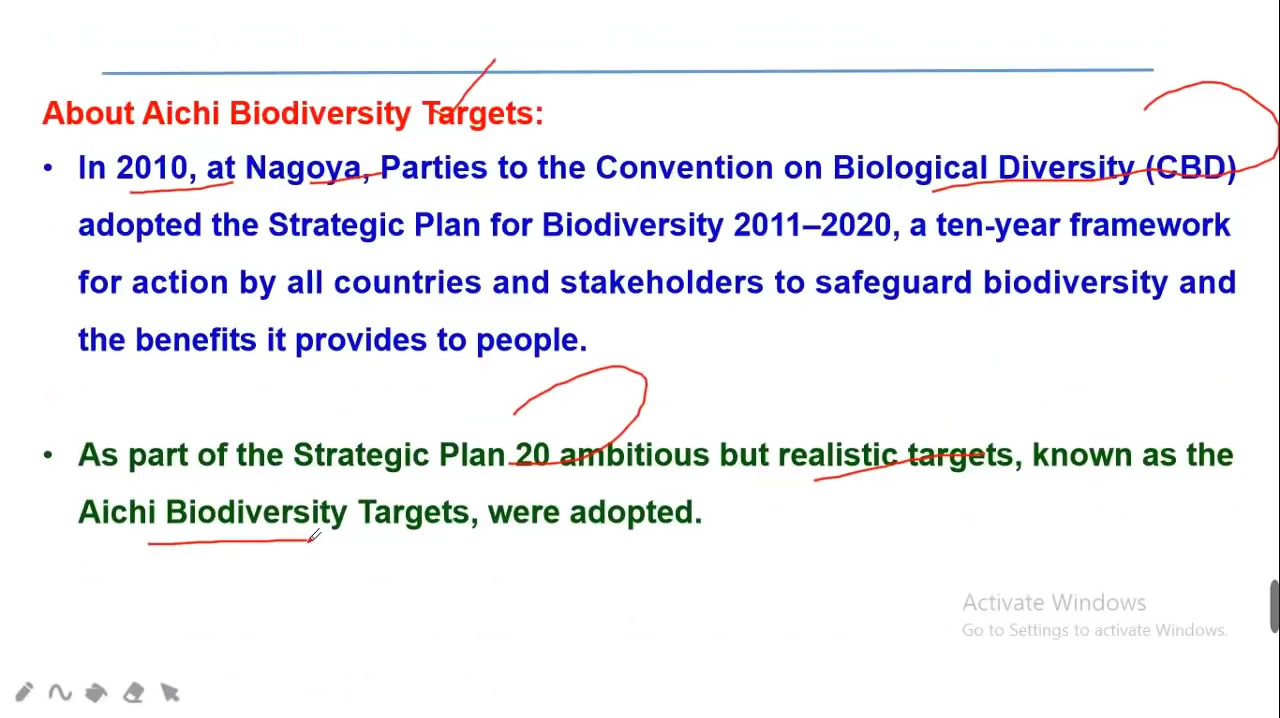 About Aichi Biodiversity Targets:
• In 2010, at Nagoya, Parties to the Convention on Biological Diversity (CBD)
adopted the Strategic Plan for Biodiversity 2011–2020, a ten-year framework
for action by all countries and stakeholders to safeguard biodiversity and
the benefits it provides to people.
• As part of the Strategic Plan 20 ambitious but realistic targets, known as the
Aichi Biodiversity Targets, were adopted.
Activate Windows
Go to Settings to activate Windows.